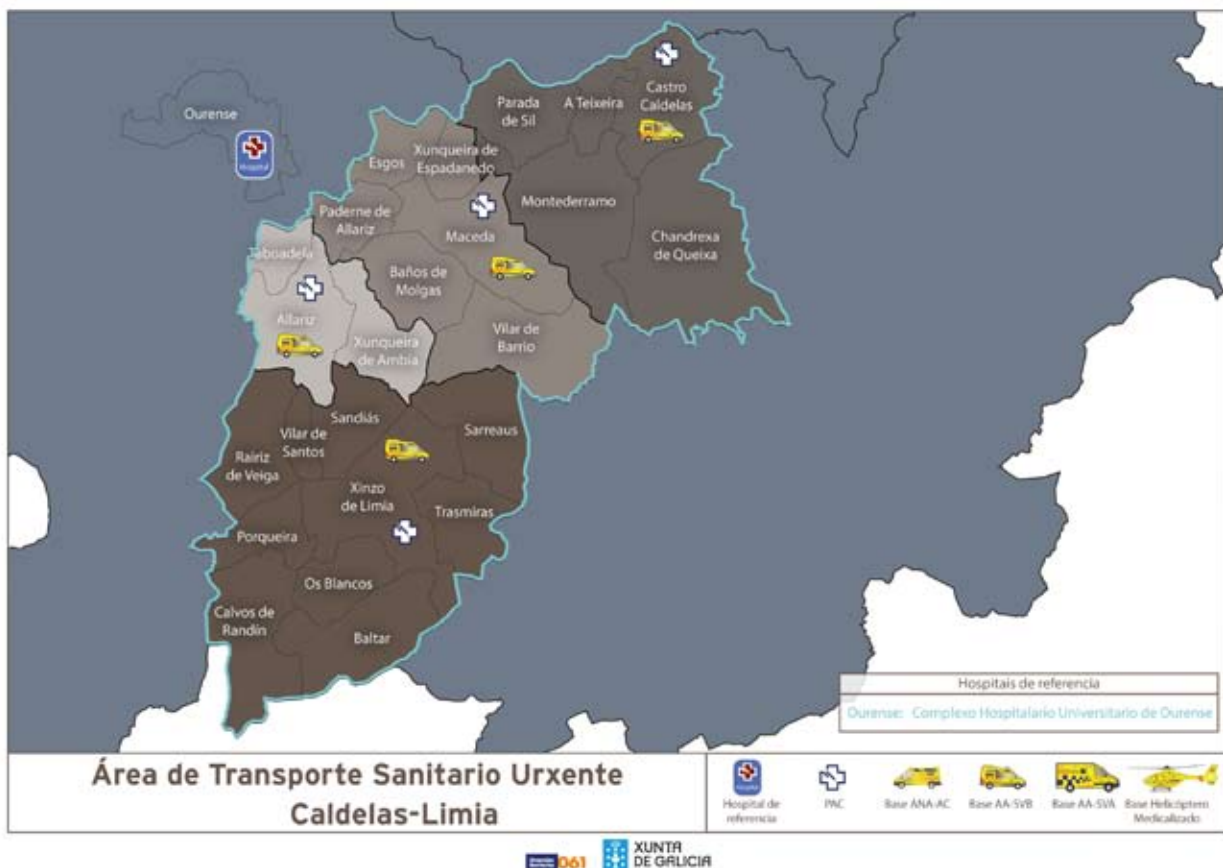 Ourense
Hospital
Parada
de Sil
A Teixeira
Castro
Caldelas
Esgos
Xunqueira de
Espadanedo
Montederramo
Paderne de
Allariz
Maceda
Chandrexa
de Queixa
Taboadela
Baños de
Molgas
Allariz
Xunqueira
de Ambía
Vilar de
Barrio
Sandiás
Vilar de
Santos
Sarreaus
Rairiz
de Veiga
Xinzo
de Limia
Trasmiras
Porqueira
Os Blancos
Calvos de
Randín
Baltar
Hospitais de referencia
Ourense: Complexo Hospitalario Universitario de Ourense
Área de Transporte Sanitario Urxente
Caldelas-Limia
Hospital
Hospital de
referencia
PAC
Base ANA-AC
Base AA-SVB
Base AA-SVA
Base Helicóptero
Medicalizado
061
XUNTA
DE GALICIA